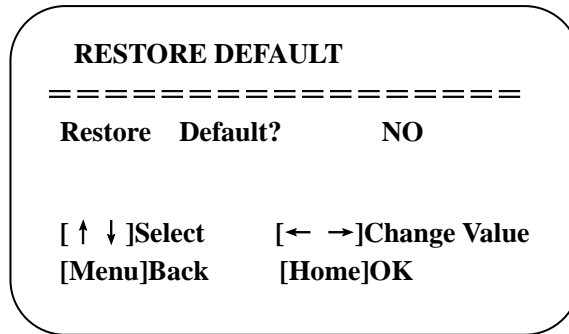 RESTORE DEFAULT
=================
Restore Default? NO
[↑ ↓]Select [← →]Change Value
[Menu]Back [Home]OK